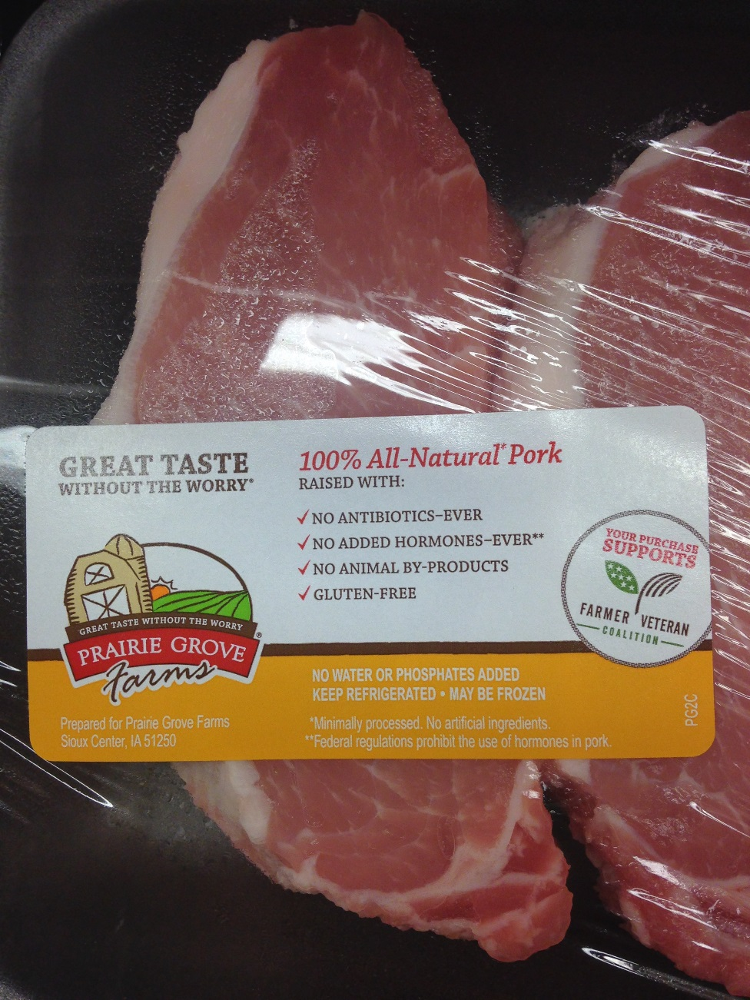 GREAT TASTE
WITHOUT THE WORRY®
100% All-Natural* Pork
RAISED WITH:
✓ NO ANTIBIOTICS–EVER
✓ NO ADDED HORMONES–EVER**
✓ NO ANIMAL BY-PRODUCTS
✓ GLUTEN-FREE
GREAT TASTE WITHOUT THE WORRY
PRAIRIE GROVE®
Farms
YOUR PURCHASE
SUPPORTS
FARMER VETERAN
COALITION
NO WATER OR PHOSPHATES ADDED
KEEP REFRIGERATED • MAY BE FROZEN
Prepared for Prairie Grove Farms
Sioux Center, IA 51250
*Minimally processed. No artificial ingredients.
**Federal regulations prohibit the use of hormones in pork.
PG2C